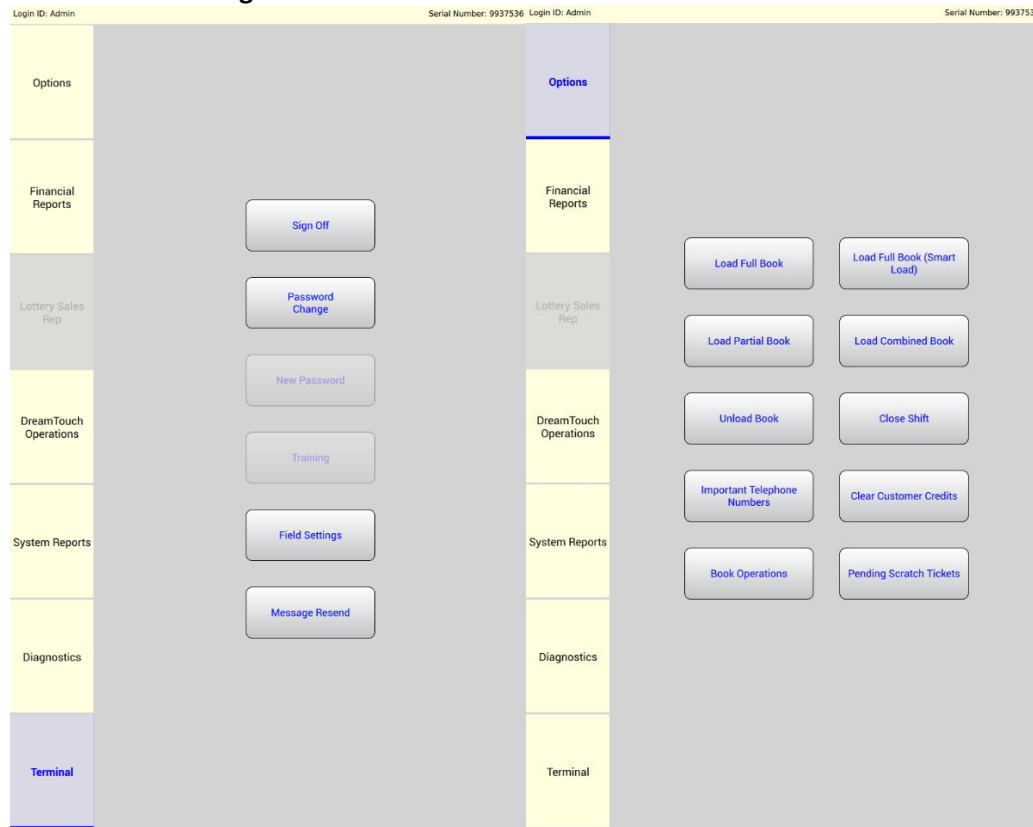 Login ID: Admin
Serial Number: 9937536
Options
Financial
Reports
Lottery Sales
Rep
DreamTouch
Operations
System Reports
Diagnostics
Terminal
Sign Off
Password
Change
New Password
Training
Field Settings
Message Resend
Login ID: Admin
Serial Number: 993753
Options
Financial
Reports
Lottery Sales
Rep
DreamTouch
Operations
System Reports
Diagnostics
Terminal
Load Full Book
Load Full Book (Smart
Load)
Load Partial Book
Load Combined Book
Unload Book
Close Shift
Important Telephone
Numbers
Clear Customer Credits
Book Operations
Pending Scratch Tickets